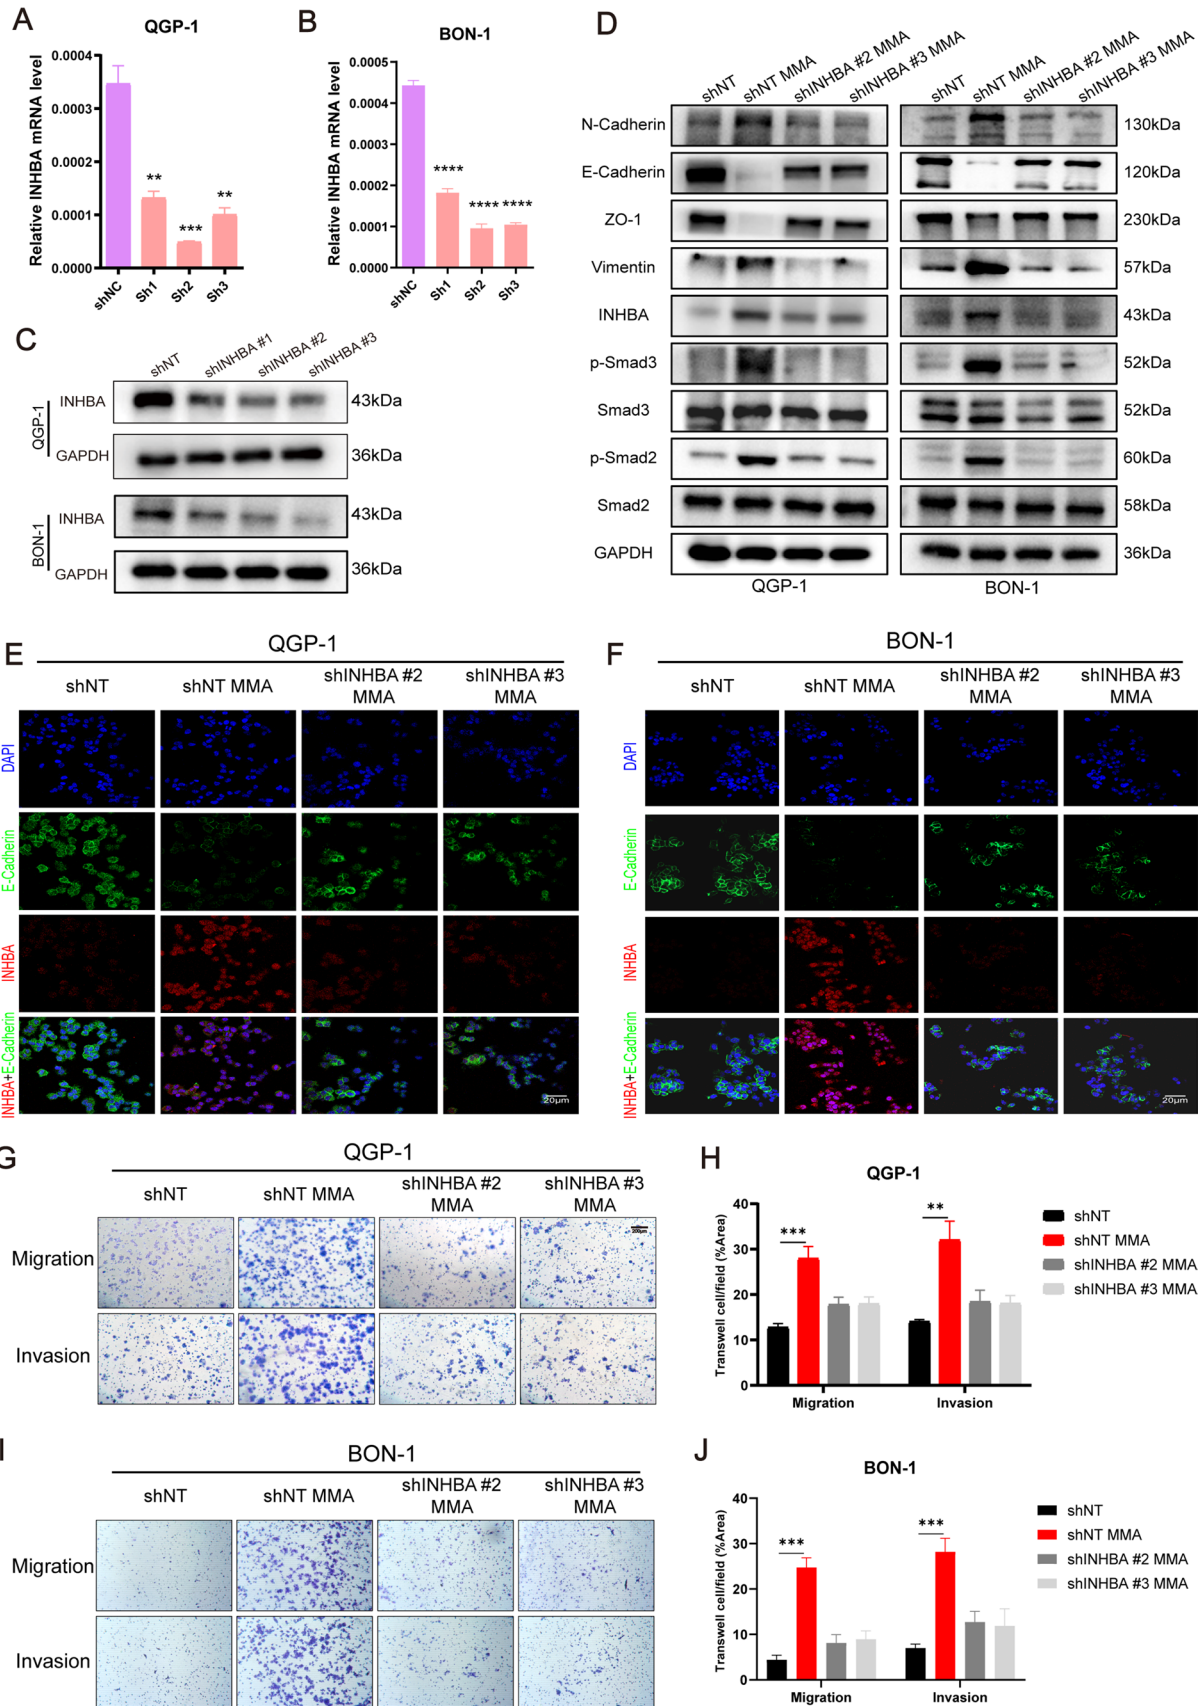 A
QGP-1
Relative INHBA mRNA level
0.0004
0.0003
0.0002
0.0001
0.0000
**
***
**
shNC
Sh1
Sh2
Sh3
B
BON-1
Relative INHBA mRNA level
0.0005
0.0004
0.0003
0.0002
0.0001
0.0000
****
****
****
shNC
Sh1
Sh2
Sh3
C
shNT
shINHBA #1
shINHBA #2
shINHBA #3
QGP-1
INHBA
43kDa
GAPDH
36kDa
BON-1
INHBA
43kDa
GAPDH
36kDa
D
shNT
shNT MMA
shINHBA #2 MMA
shINHBA #3 MMA
shNT
shNT MMA
shINHBA #2 MMA
shINHBA #3 MMA
N-Cadherin
130kDa
E-Cadherin
120kDa
ZO-1
230kDa
Vimentin
57kDa
INHBA
43kDa
p-Smad3
52kDa
Smad3
52kDa
p-Smad2
60kDa
Smad2
58kDa
GAPDH
36kDa
QGP-1
BON-1
E
QGP-1
shNT
shNT MMA
shINHBA #2
MMA
shINHBA #3
MMA
DAPI
E-Cadherin
INHBA
INHBA+E-Cadherin
20μm
F
BON-1
shNT
shNT MMA
shINHBA #2
MMA
shINHBA #3
MMA
DAPI
E-Cadherin
INHBA
INHBA+E-Cadherin
20μm
G
QGP-1
shNT
shNT MMA
shINHBA #2
MMA
shINHBA #3
MMA
Migration
200μm
Invasion
H
QGP-1
Transwell cell/field (%Area)
40
30
20
10
0
***
**
Migration
Invasion
shNT
shNT MMA
shINHBA #2 MMA
shINHBA #3 MMA
I
BON-1
shNT
shNT MMA
shINHBA #2
MMA
shINHBA #3
MMA
Migration
Invasion
J
BON-1
Transwell cell/field (%Area)
40
30
20
10
0
***
***
Migration
Invasion
shNT
shNT MMA
shINHBA #2 MMA
shINHBA #3 MMA